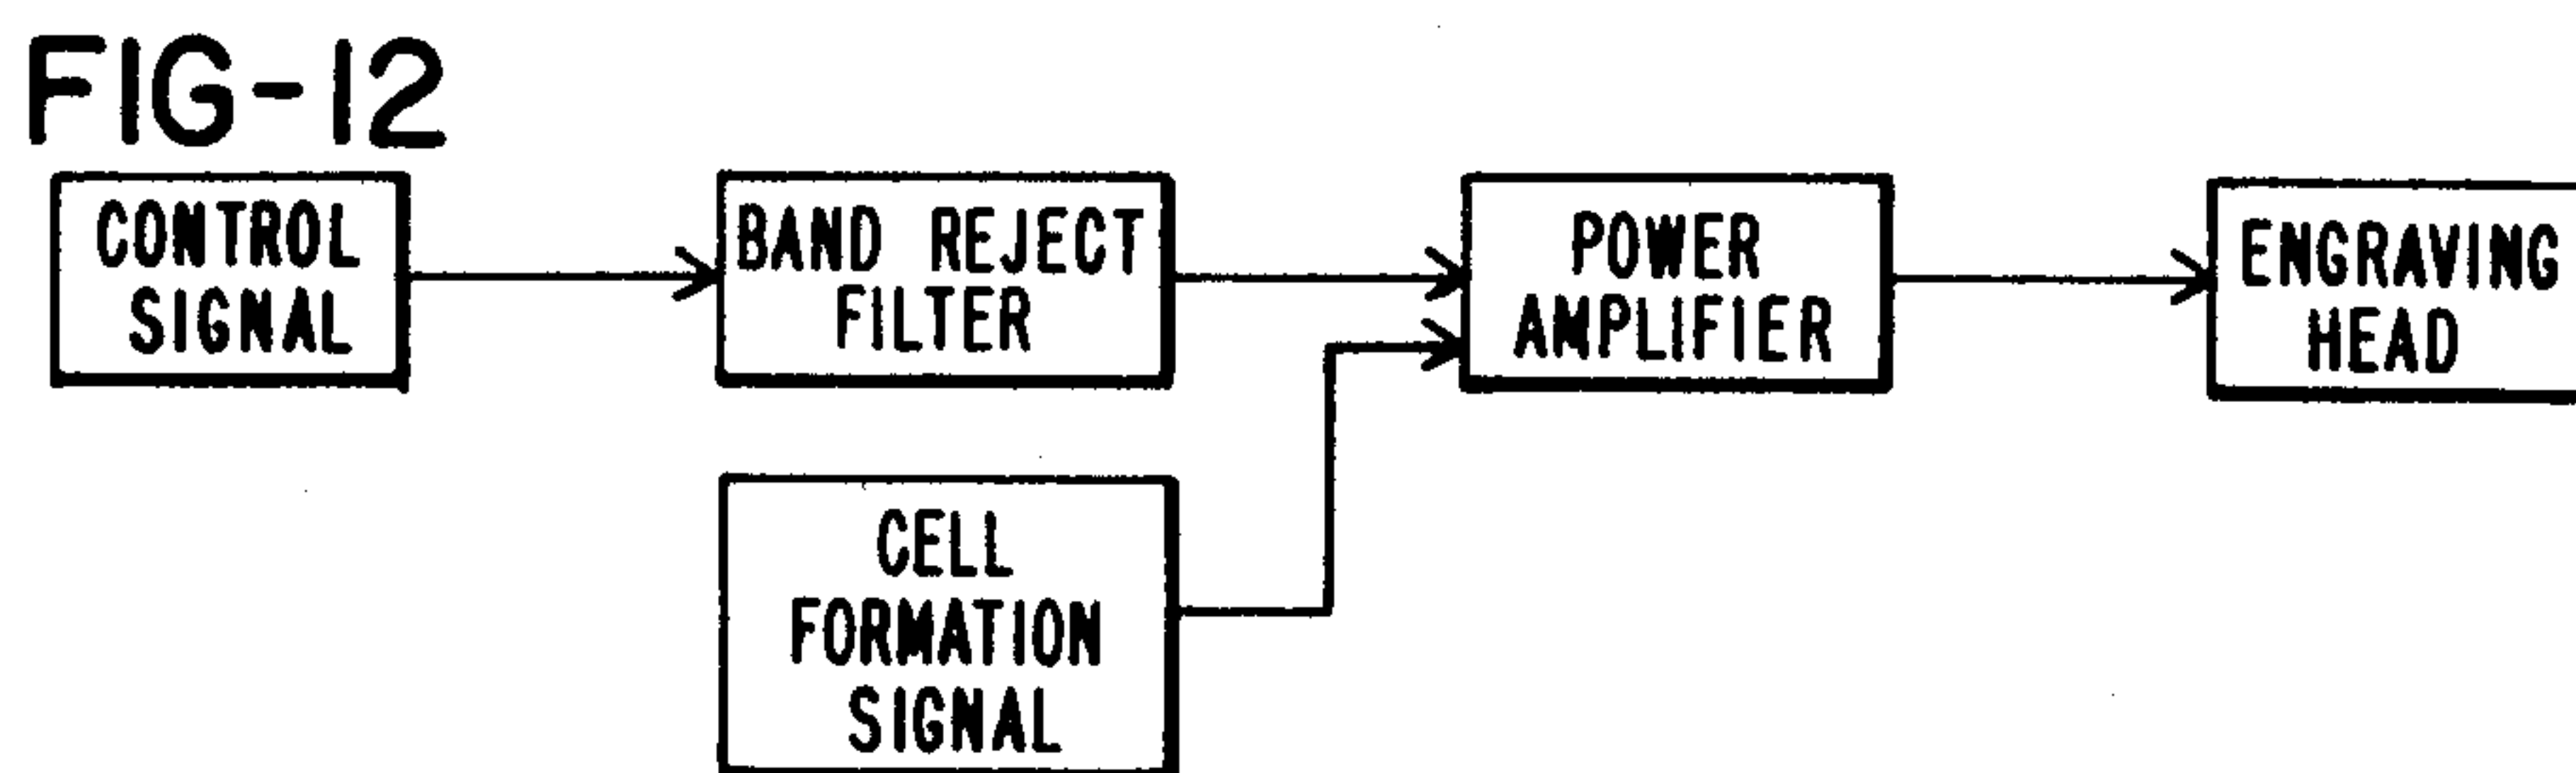 FIG-12
CONTROL
SIGNAL
BAND REJECT
FILTER
POWER
AMPLIFIER
ENGRAVING
HEAD
CELL
FORMATION
SIGNAL